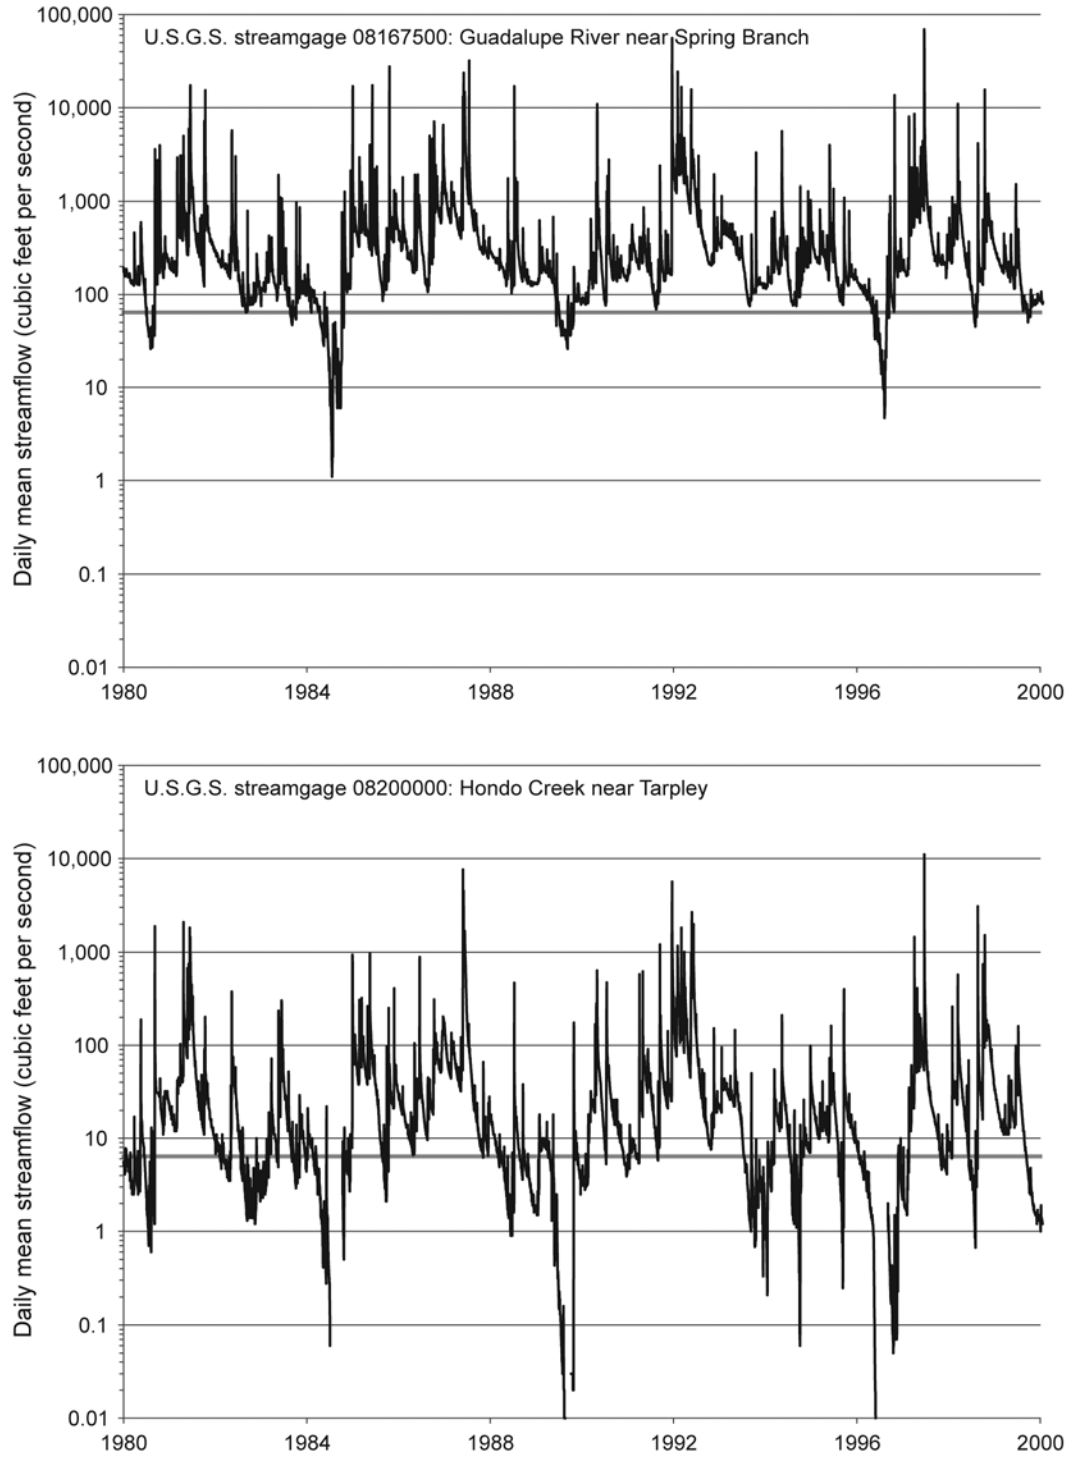 100,000
U.S.G.S. streamgage 08167500: Guadalupe River near Spring Branch
10,000
1,000
100
10
1
0.1
0.01
Daily mean streamflow (cubic feet per second)
1980 1984 1988 1992 1996 2000
100,000
U.S.G.S. streamgage 08200000: Hondo Creek near Tarpley
10,000
1,000
100
10
1
0.1
0.01
Daily mean streamflow (cubic feet per second)
1980 1984 1988 1992 1996 2000